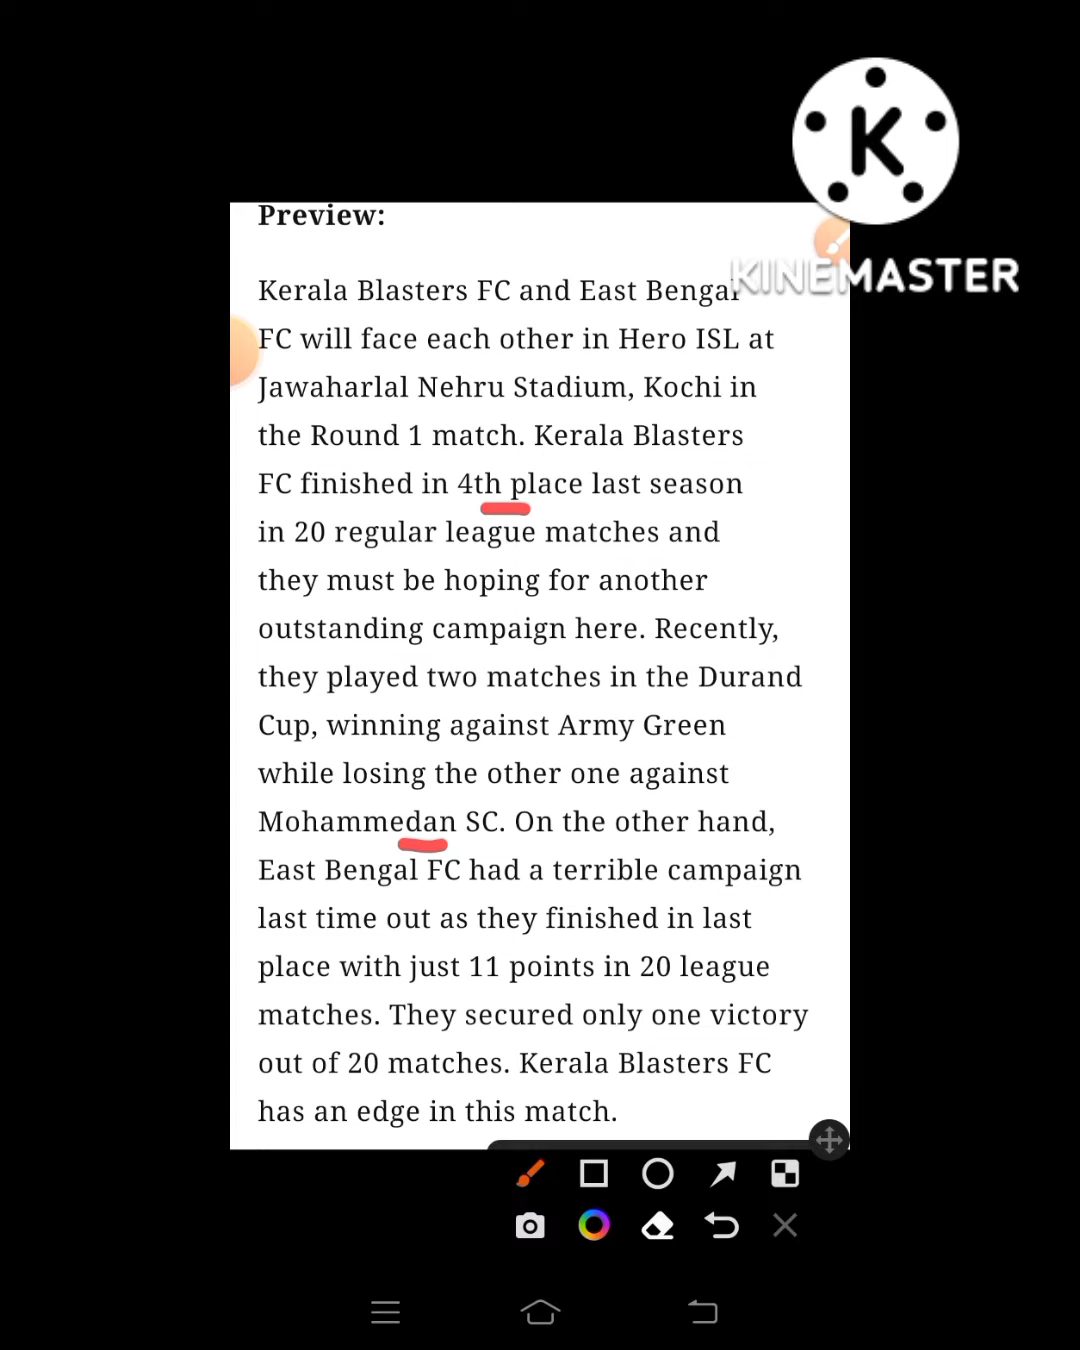 Preview:
KINEMASTER
Kerala Blasters FC and East Bengal
FC will face each other in Hero ISL at
Jawaharlal Nehru Stadium, Kochi in
the Round 1 match. Kerala Blasters
FC finished in 4th place last season
in 20 regular league matches and
they must be hoping for another
outstanding campaign here. Recently,
they played two matches in the Durand
Cup, winning against Army Green
while losing the other one against
Mohammedan SC. On the other hand,
East Bengal FC had a terrible campaign
last time out as they finished in last
place with just 11 points in 20 league
matches. They secured only one victory
out of 20 matches. Kerala Blasters FC
has an edge in this match.